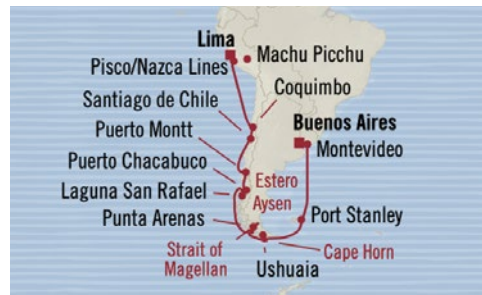 Lima
Machu Picchu
Pisco/Nazca Lines
Coquimbo
Santiago de Chile
Buenos Aires
Puerto Montt
Montevideo
Puerto Chacabuco
Estero
Aysen
Laguna San Rafael
Punta Arenas
Port Stanley
Strait of
Magellan
Cape Horn
Ushuaia